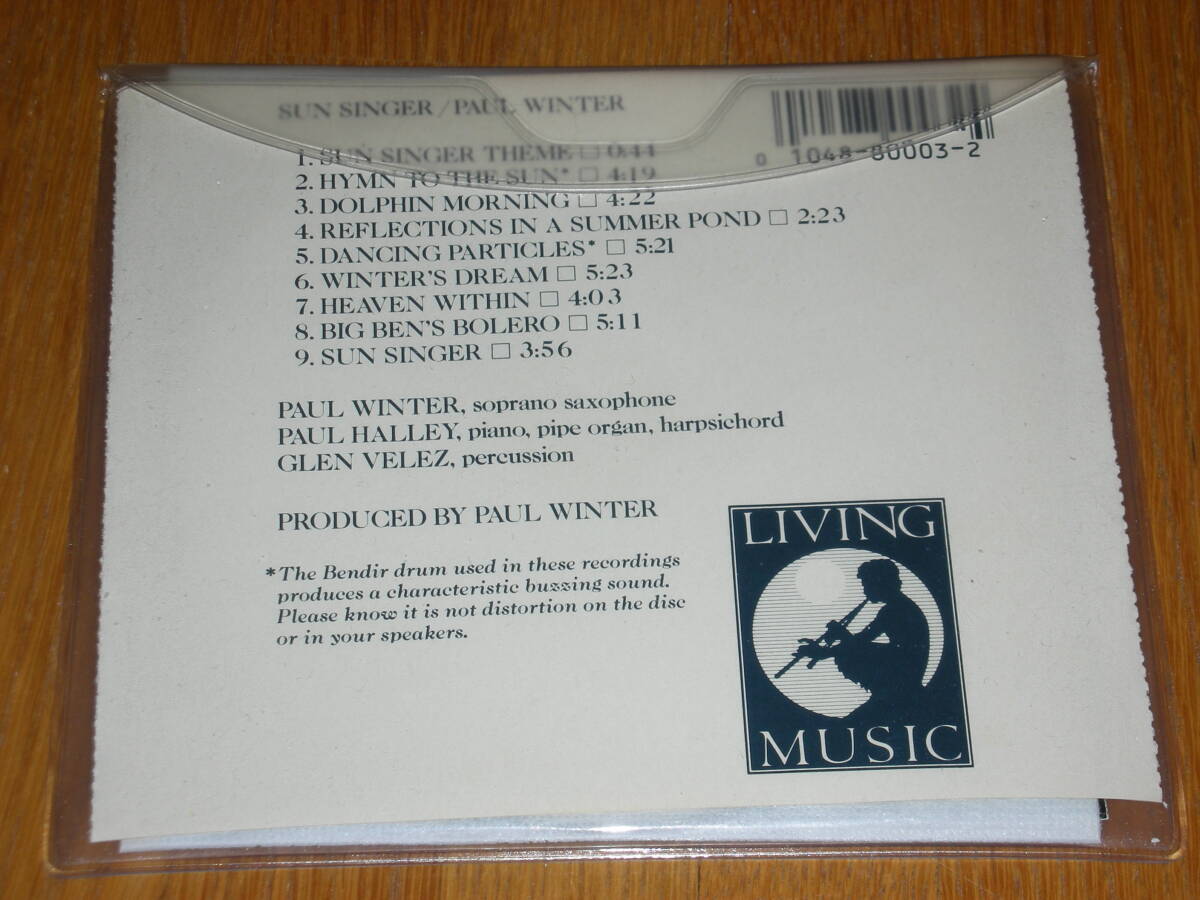 SUN SINGER/PAUL WINTER
1. SUN SINGER THEME □ 0:44
2. HYMN TO THE SUN* □ 4:19
3. DOLPHIN MORNING □ 4:22
4. REFLECTIONS IN A SUMMER POND □ 2:23
5. DANCING PARTICLES* □ 5:21
6. WINTER'S DREAM □ 5:23
7. HEAVEN WITHIN □ 4:03
8. BIG BEN'S BOLERO □ 5:11
9. SUN SINGER □ 3:56
0 1048-80003-2
PAUL WINTER, soprano saxophone
PAUL HALLEY, piano, pipe organ, harpsichord
GLEN VELEZ, percussion
PRODUCED BY PAUL WINTER
*The Bendir drum used in these recordings
produces a characteristic buzzing sound.
Please know it is not distortion on the disc
or in your speakers.
LIVING
MUSIC